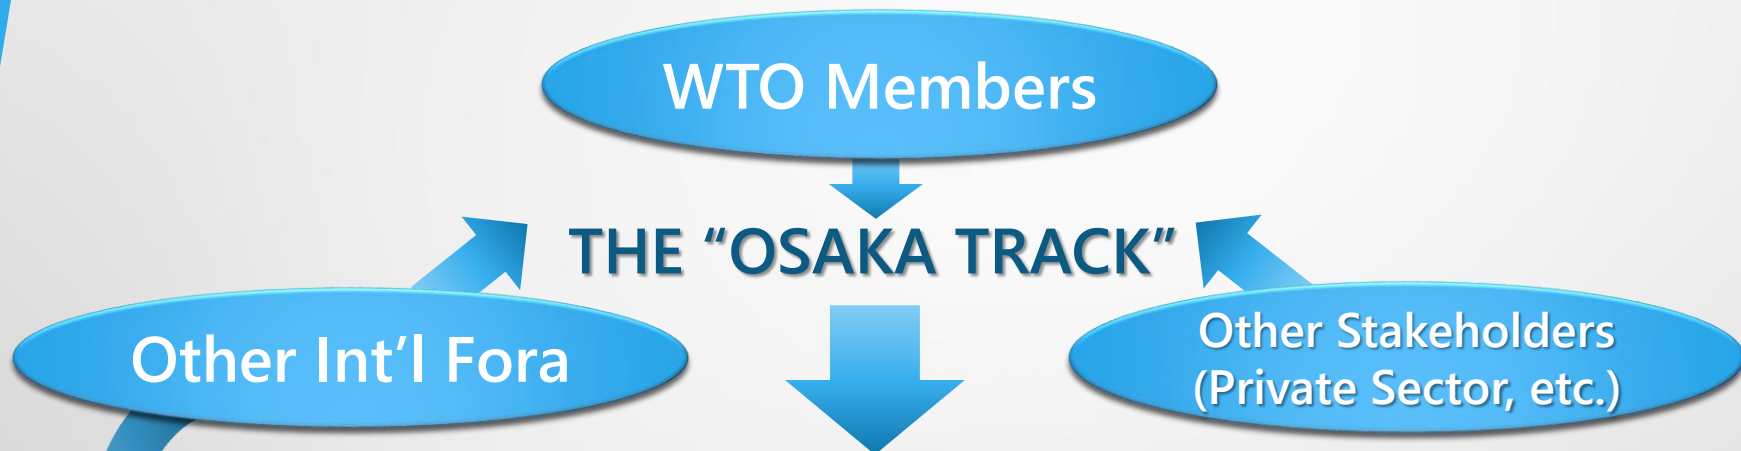 WTO Members
THE “OSAKA TRACK”
Other Int’l Fora
Other Stakeholders
(Private Sector, etc.)